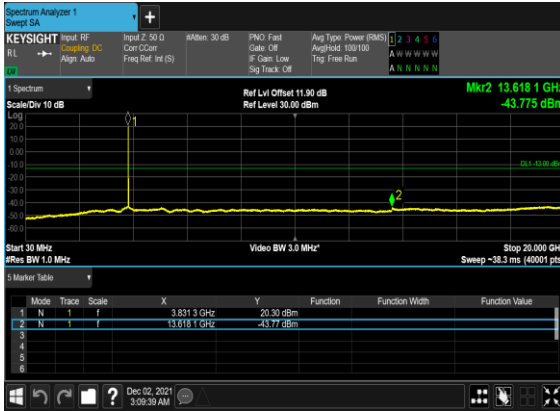 Spectrum Analyzer 1
Swept SA
+
KEYSIGHT Input: RF Input Z: 50 Ω #Atten: 30 dB PNO: Fast Avg Type: Power (RMS) 1 2 3 4 5 6
RL Coupling: DC Corr CCorr Gate: Off Avg|Hold: 100/100 A W W W W W
Align: Auto Freq Ref: Int (S) IF Gain: Low Trig: Free Run
Sig Track: Off A N N N N N
1 Spectrum Ref Lvl Offset 11.90 dB Mkr2 13.618 1 GHz
Scale/Div 10 dB Ref Level 30.00 dBm -43.775 dBm
Log
20.0
10.0
0.00
-10.0
-20.0
-30.0
-40.0
-50.0
-60.0
1
DL1 -13.00 dBm
2
Start 30 MHz Video BW 3.0 MHz* Stop 20.000 GH
#Res BW 1.0 MHz Sweep ~38.3 ms (40001 pts
5 Marker Table
Mode Trace Scale X Y Function Function Width Function Value
1 N 1 f 3.831 3 GHz 20.30 dBm
2 N 1 f 13.618 1 GHz -43.77 dBm
3
4
5
6
? Dec 02, 2021
3:09:39 AM